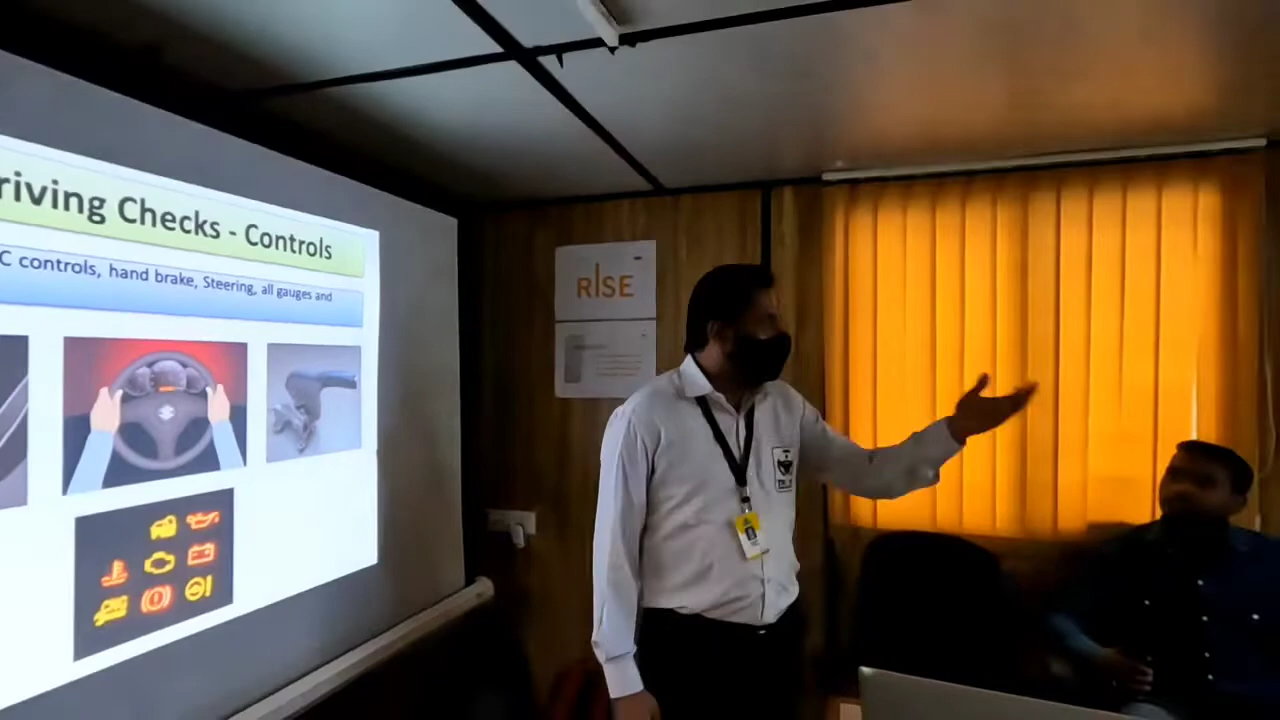 riving Checks - Controls
C controls, hand brake, Steering, all gauges and
RISE